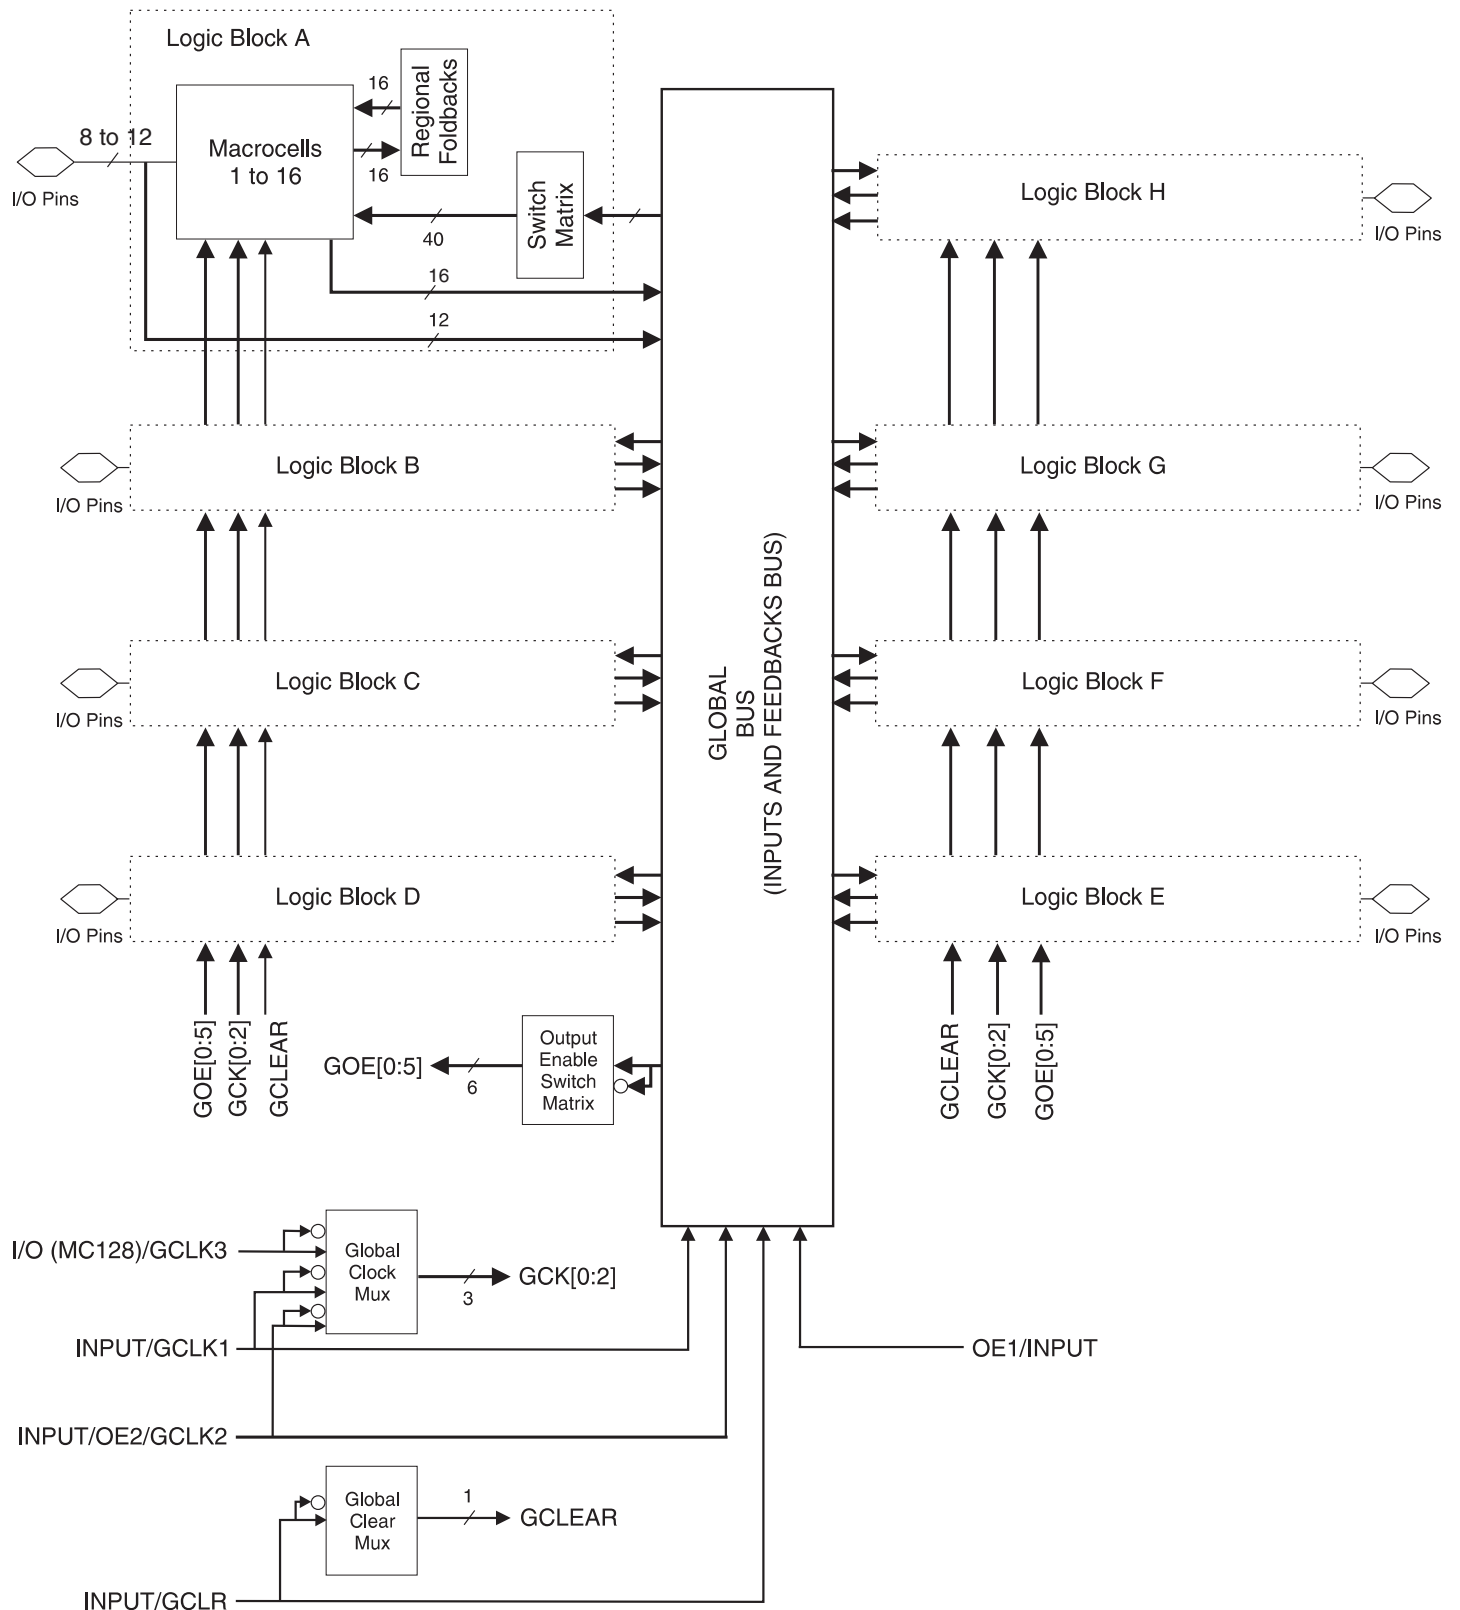 Logic Block A
8 to 12
I/O Pins
Macrocells
1 to 16
16
16
Regional
Foldbacks
40
Switch
Matrix
16
12
Logic Block H
I/O Pins
Logic Block B
I/O Pins
Logic Block G
I/O Pins
Logic Block C
I/O Pins
Logic Block F
I/O Pins
GLOBAL
BUS
(INPUTS AND FEEDBACKS BUS)
Logic Block D
I/O Pins
Logic Block E
I/O Pins
GOE[0:5]
GCK[0:2]
GCLEAR
GCLEAR
GCK[0:2]
GOE[0:5]
GOE[0:5]
6
Output
Enable
Switch
Matrix
I/O (MC128)/GCLK3
Global
Clock
Mux
3
GCK[0:2]
INPUT/GCLK1
OE1/INPUT
INPUT/OE2/GCLK2
Global
Clear
Mux
1
GCLEAR
INPUT/GCLR